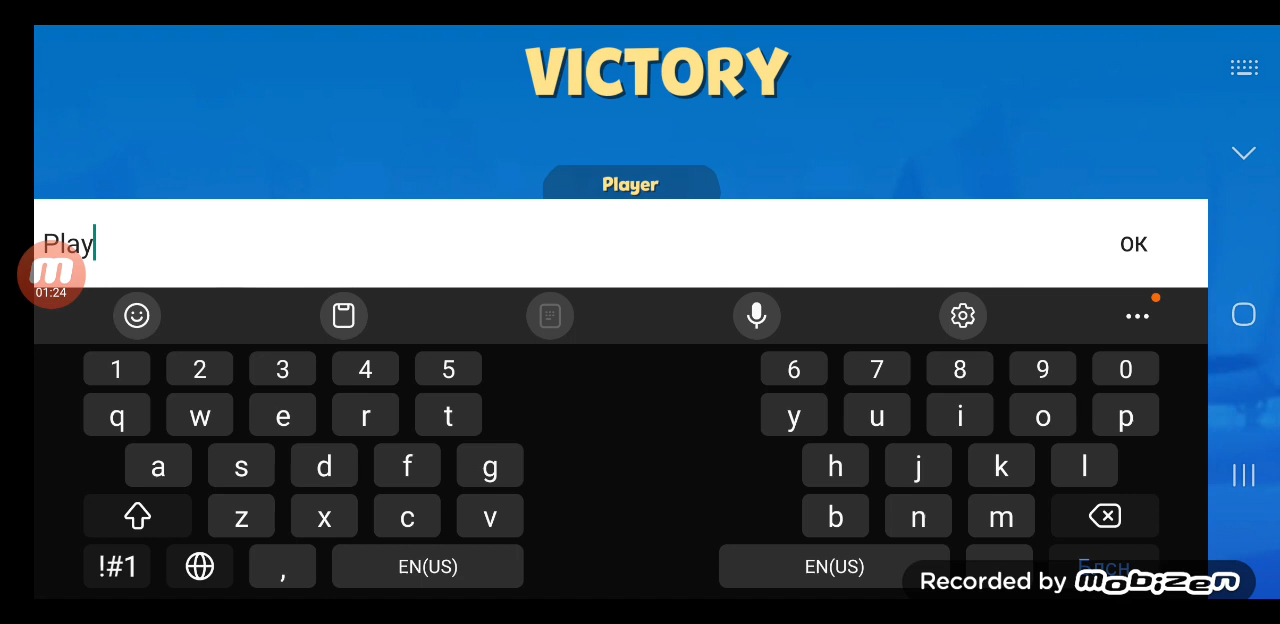 VICTORY
Player
Play
OK
01:24
1 2 3 4 5 6 7 8 9 0
q w e r t y u i o p
a s d f g h j k l
z x c v b n m
!#1 , EN(US) EN(US)
Recorded by mobizen